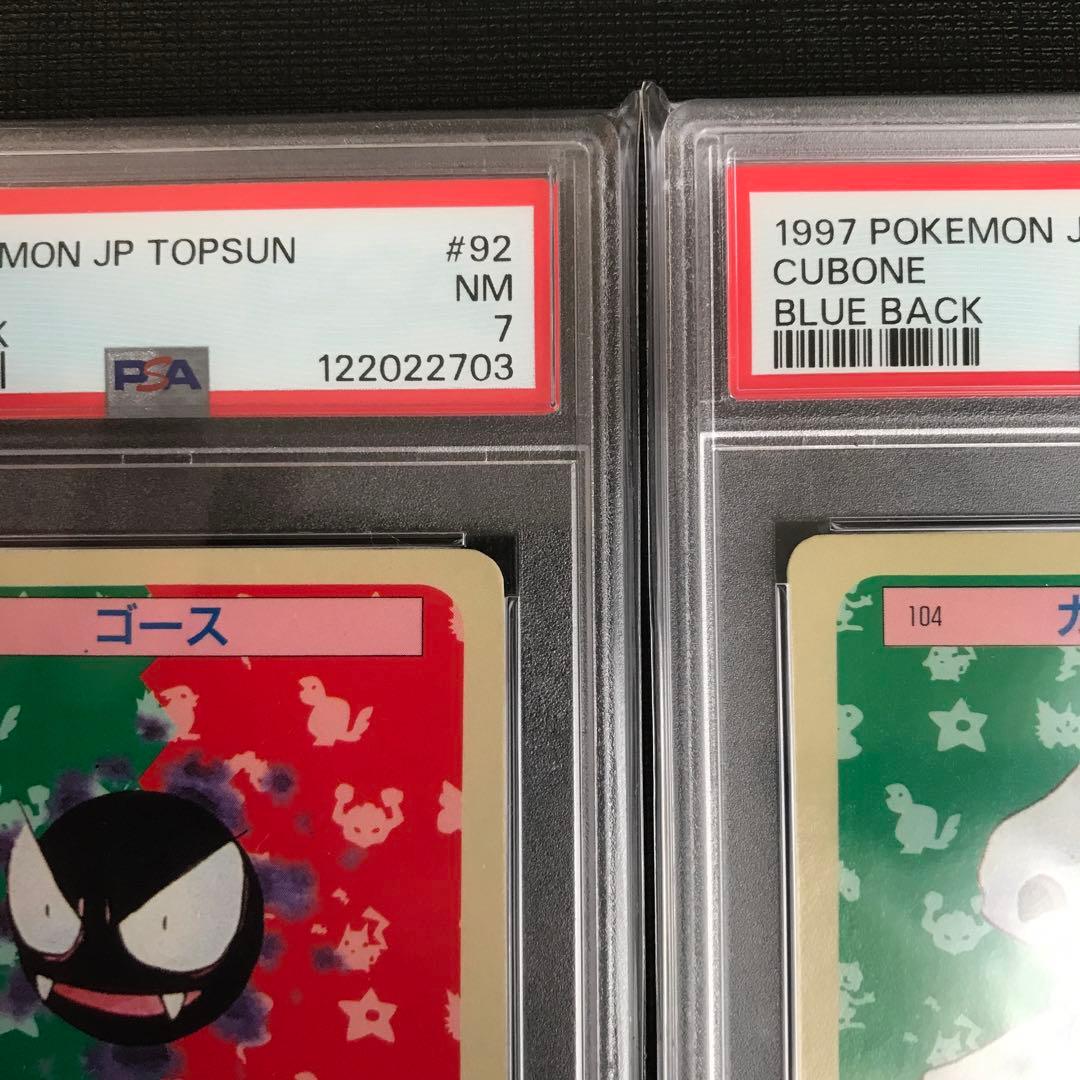 MON JP TOPSUN #92
NM
K 7
PSA 122022703
1997 POKEMON J
CUBONE
BLUE BACK
ゴース
104